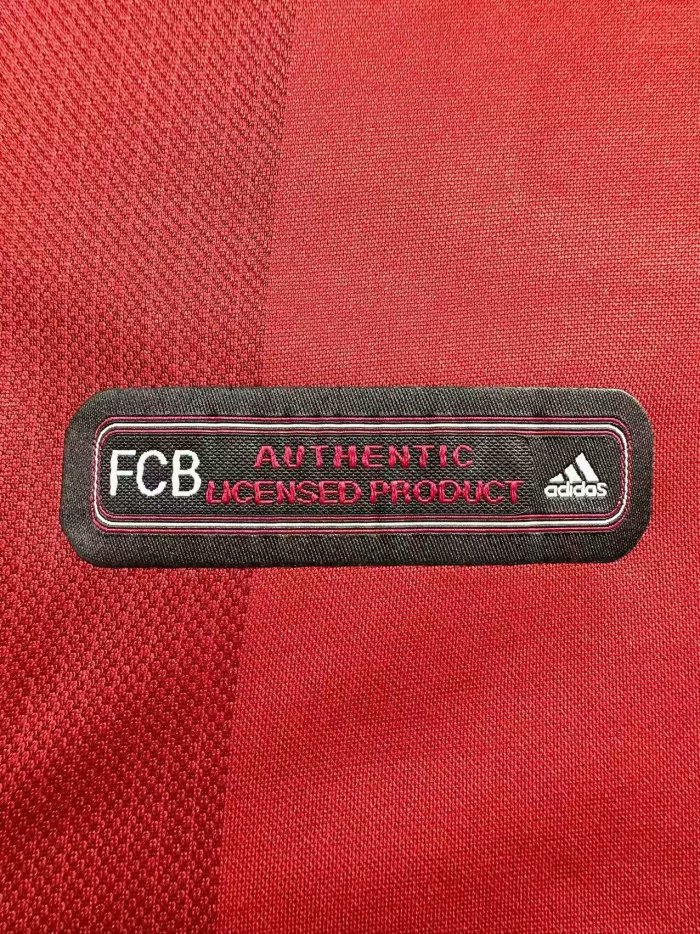 FCB
AUTHENTIC
LICENSED PRODUCT
adidas